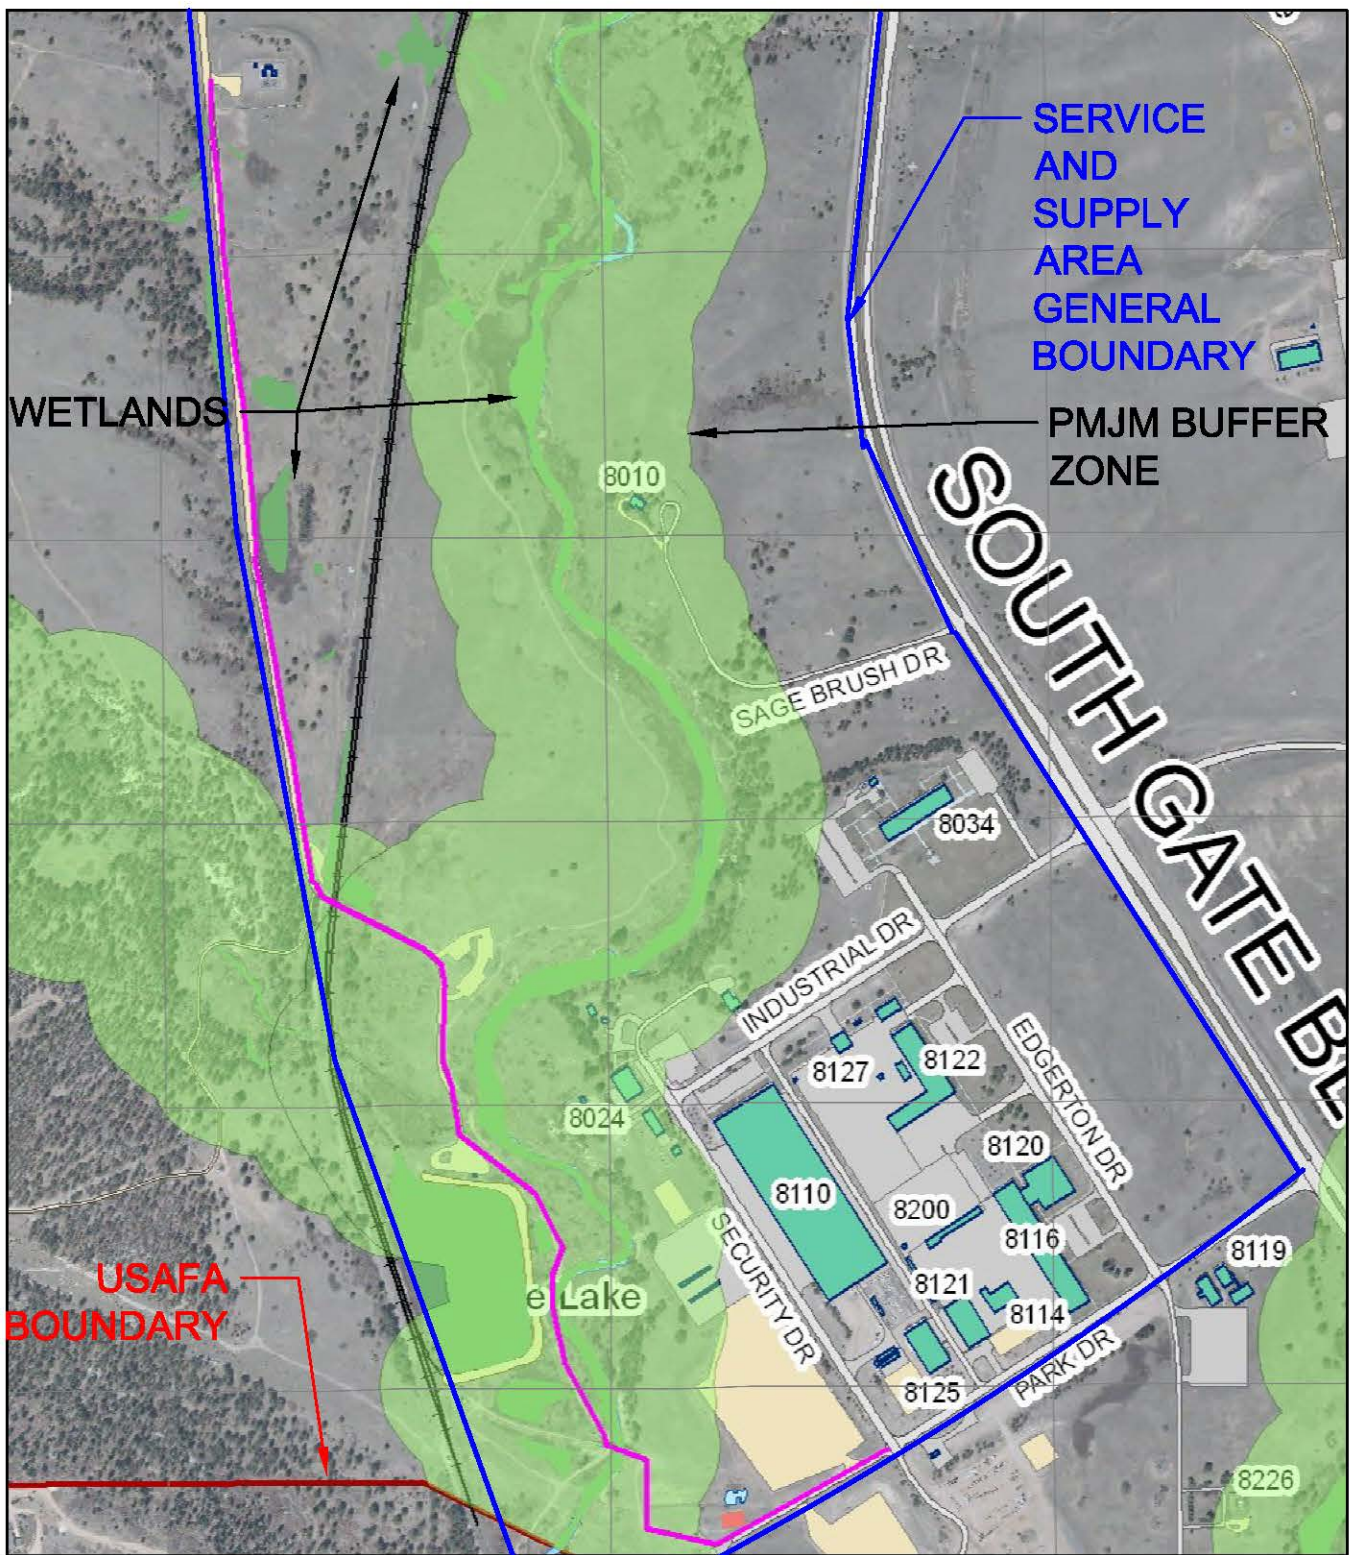 SERVICE
AND
SUPPLY
AREA
GENERAL
BOUNDARY
WETLANDS
PMJM BUFFER
ZONE
8010
SOUTH GATE BL
SAGE BRUSH DR
8034
INDUSTRIAL DR
EDGERTON DR
8127
8122
8024
8120
8110
8200
8116
SECURITY DR
8119
USAFA
BOUNDARY
8121
e Lake
8114
PARK DR
8125
8226